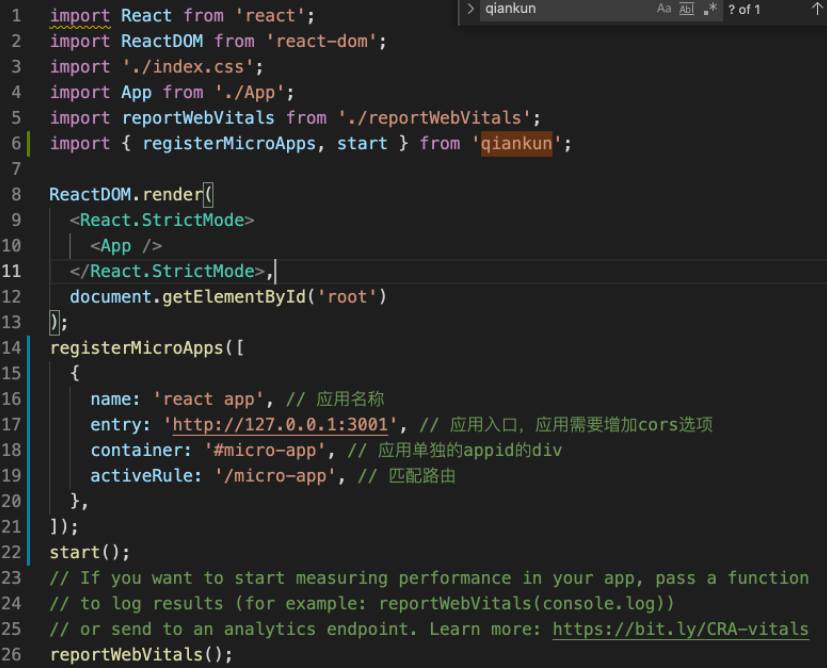 qiankun
Aa Abl .* ? of 1
1 import React from 'react';
2 import ReactDOM from 'react-dom';
3 import './index.css';
4 import App from './App';
5 import reportWebVitals from './reportWebVitals';
6 import { registerMicroApps, start } from 'qiankun';
7
8 ReactDOM.render(
9   <React.StrictMode>
10     <App />
11   </React.StrictMode>,
12   document.getElementById('root')
13 );
14 registerMicroApps([
15   {
16     name: 'react app', // 应用名称
17     entry: 'http://127.0.0.1:3001', // 应用入口，应用需要增加cors选项
18     container: '#micro-app', // 应用单独的appid的div
19     activeRule: '/micro-app', // 匹配路由
20   },
21 ]);
22 start();
23 // If you want to start measuring performance in your app, pass a function
24 // to log results (for example: reportWebVitals(console.log))
25 // or send to an analytics endpoint. Learn more: https://bit.ly/CRA-vitals
26 reportWebVitals();